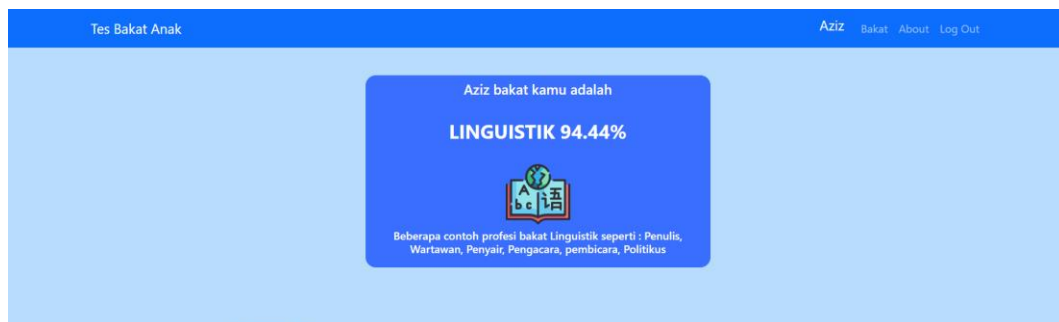 Tes Bakat Anak
Aziz Bakat About Log Out
Aziz bakat kamu adalah
LINGUISTIK 94.44%
A 语
b c
Beberapa contoh profesi bakat Linguistik seperti : Penulis,
Wartawan, Penyair, Pengacara, pembicara, Politikus